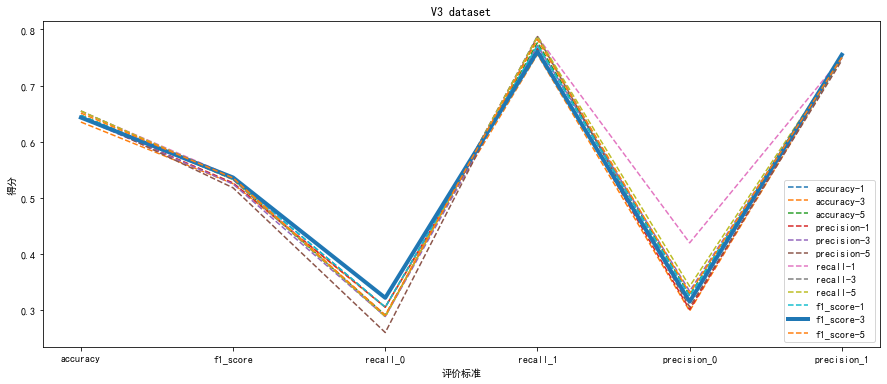 V3 dataset
得分
0.8
0.7
0.6
0.5
0.4
0.3
accuracy
f1_score
recall_0
recall_1
precision_0
precision_1
评价标准
accuracy-1
accuracy-3
accuracy-5
precision-1
precision-3
precision-5
recall-1
recall-3
recall-5
f1_score-1
f1_score-3
f1_score-5